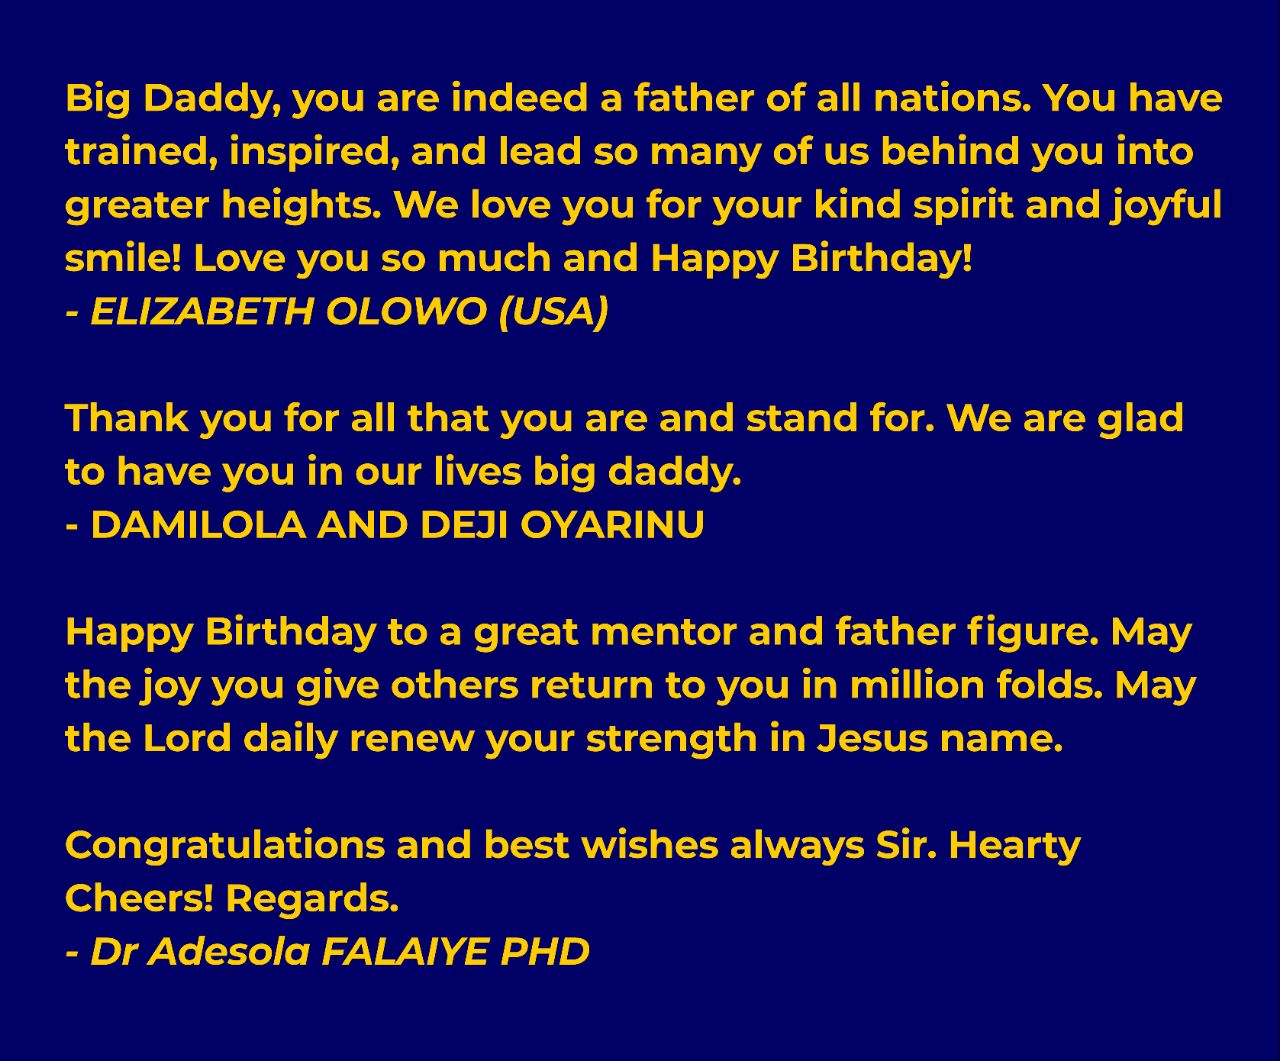 Big Daddy, you are indeed a father of all nations. You have
trained, inspired, and lead so many of us behind you into
greater heights. We love you for your kind spirit and joyful
smile! Love you so much and Happy Birthday!
- ELIZABETH OLOWO (USA)
Thank you for all that you are and stand for. We are glad
to have you in our lives big daddy.
- DAMILOLA AND DEJI OYARINU
Happy Birthday to a great mentor and father figure. May
the joy you give others return to you in million folds. May
the Lord daily renew your strength in Jesus name.
Congratulations and best wishes always Sir. Hearty
Cheers! Regards.
- Dr Adesola FALAIYE PHD